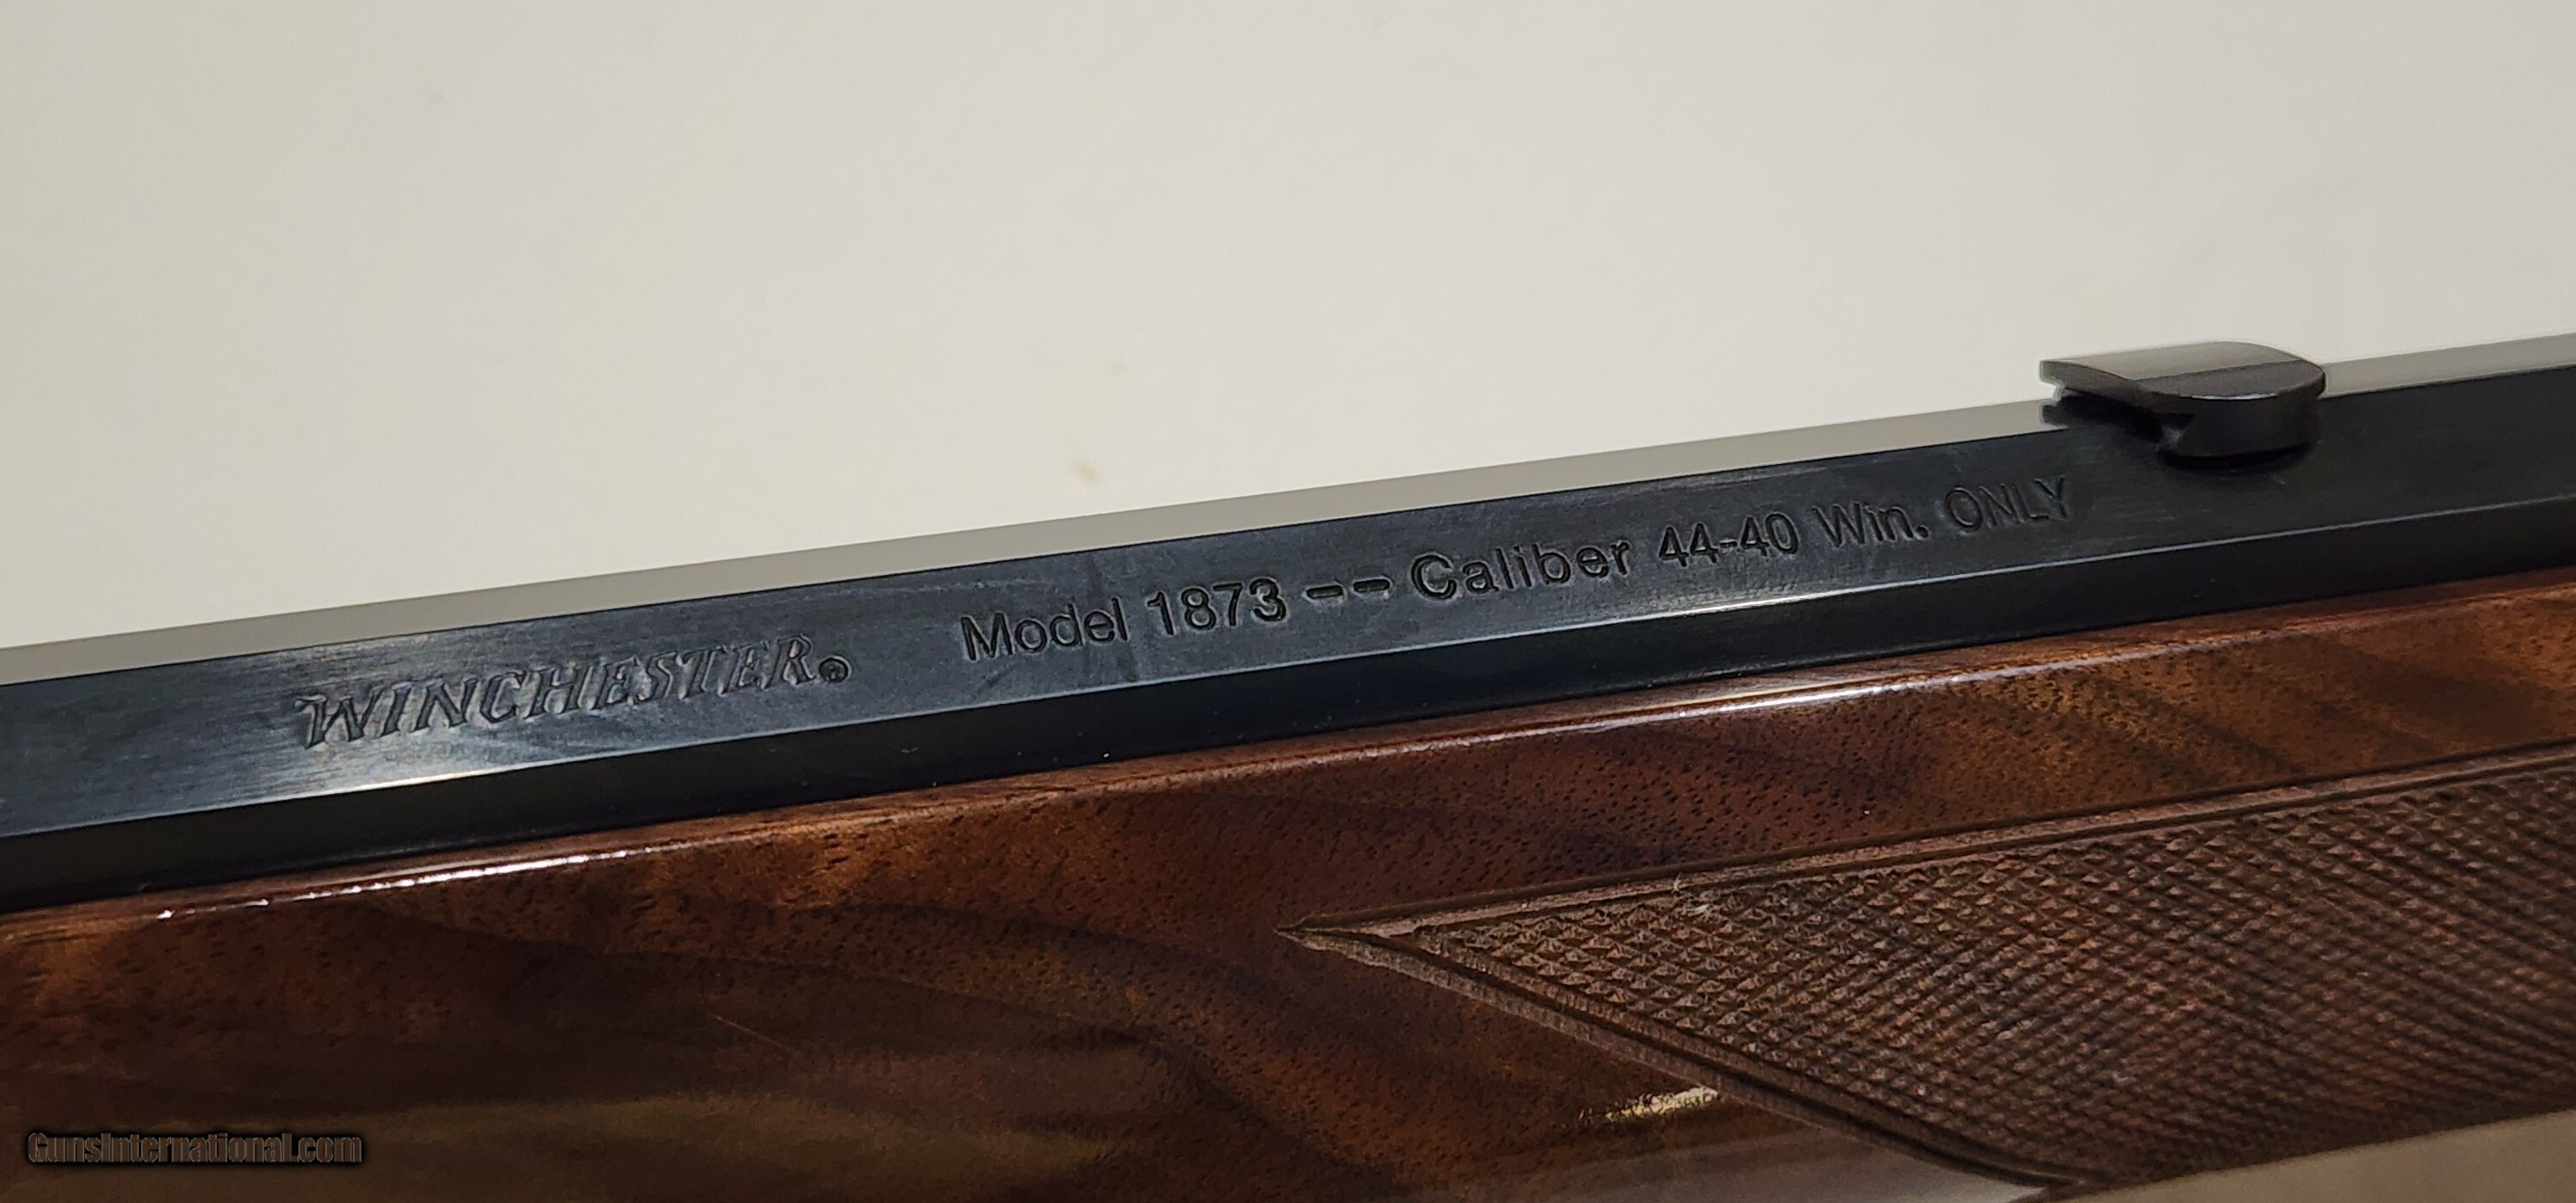 WINCHESTER® Model 1873 -- Caliber 44-40 Win. ONLY
GunsInternational.com